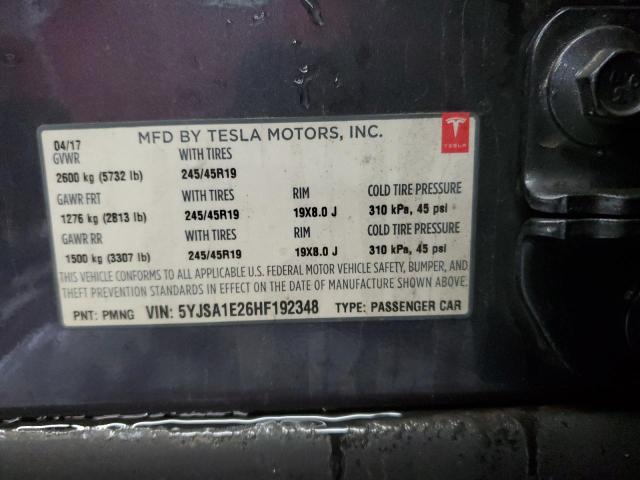 04/17 MFD BY TESLA MOTORS, INC.
TESLA
GVWR WITH TIRES
2600 kg (5732 lb) 245/45R19
GAWR FRT WITH TIRES RIM COLD TIRE PRESSURE
1276 kg (2813 lb) 245/45R19 19X8.0 J 310 kPa, 45 psi
GAWR RR WITH TIRES RIM COLD TIRE PRESSURE
1500 kg (3307 lb) 245/45R19 19X8.0 J 310 kPa, 45 psi
THIS VEHICLE CONFORMS TO ALL APPLICABLE U.S. FEDERAL MOTOR VEHICLE SAFETY, BUMPER, AND
THEFT PREVENTION STANDARDS IN EFFECT ON THE DATE OF MANUFACTURE SHOWN ABOVE.
PNT: PMNG VIN: 5YJSA1E26HF192348 TYPE: PASSENGER CAR